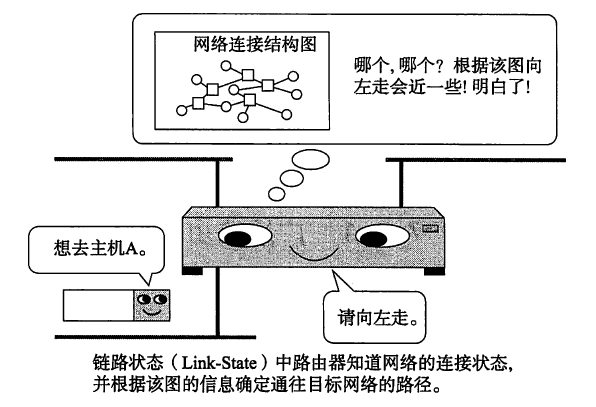 网络连接结构图
哪个,哪个？根据该图向
左走会近一些！明白了！
想去主机A。
请向左走。
链路状态（Link-State）中路由器知道网络的连接状态，
并根据该图的信息确定通往目标网络的路径。